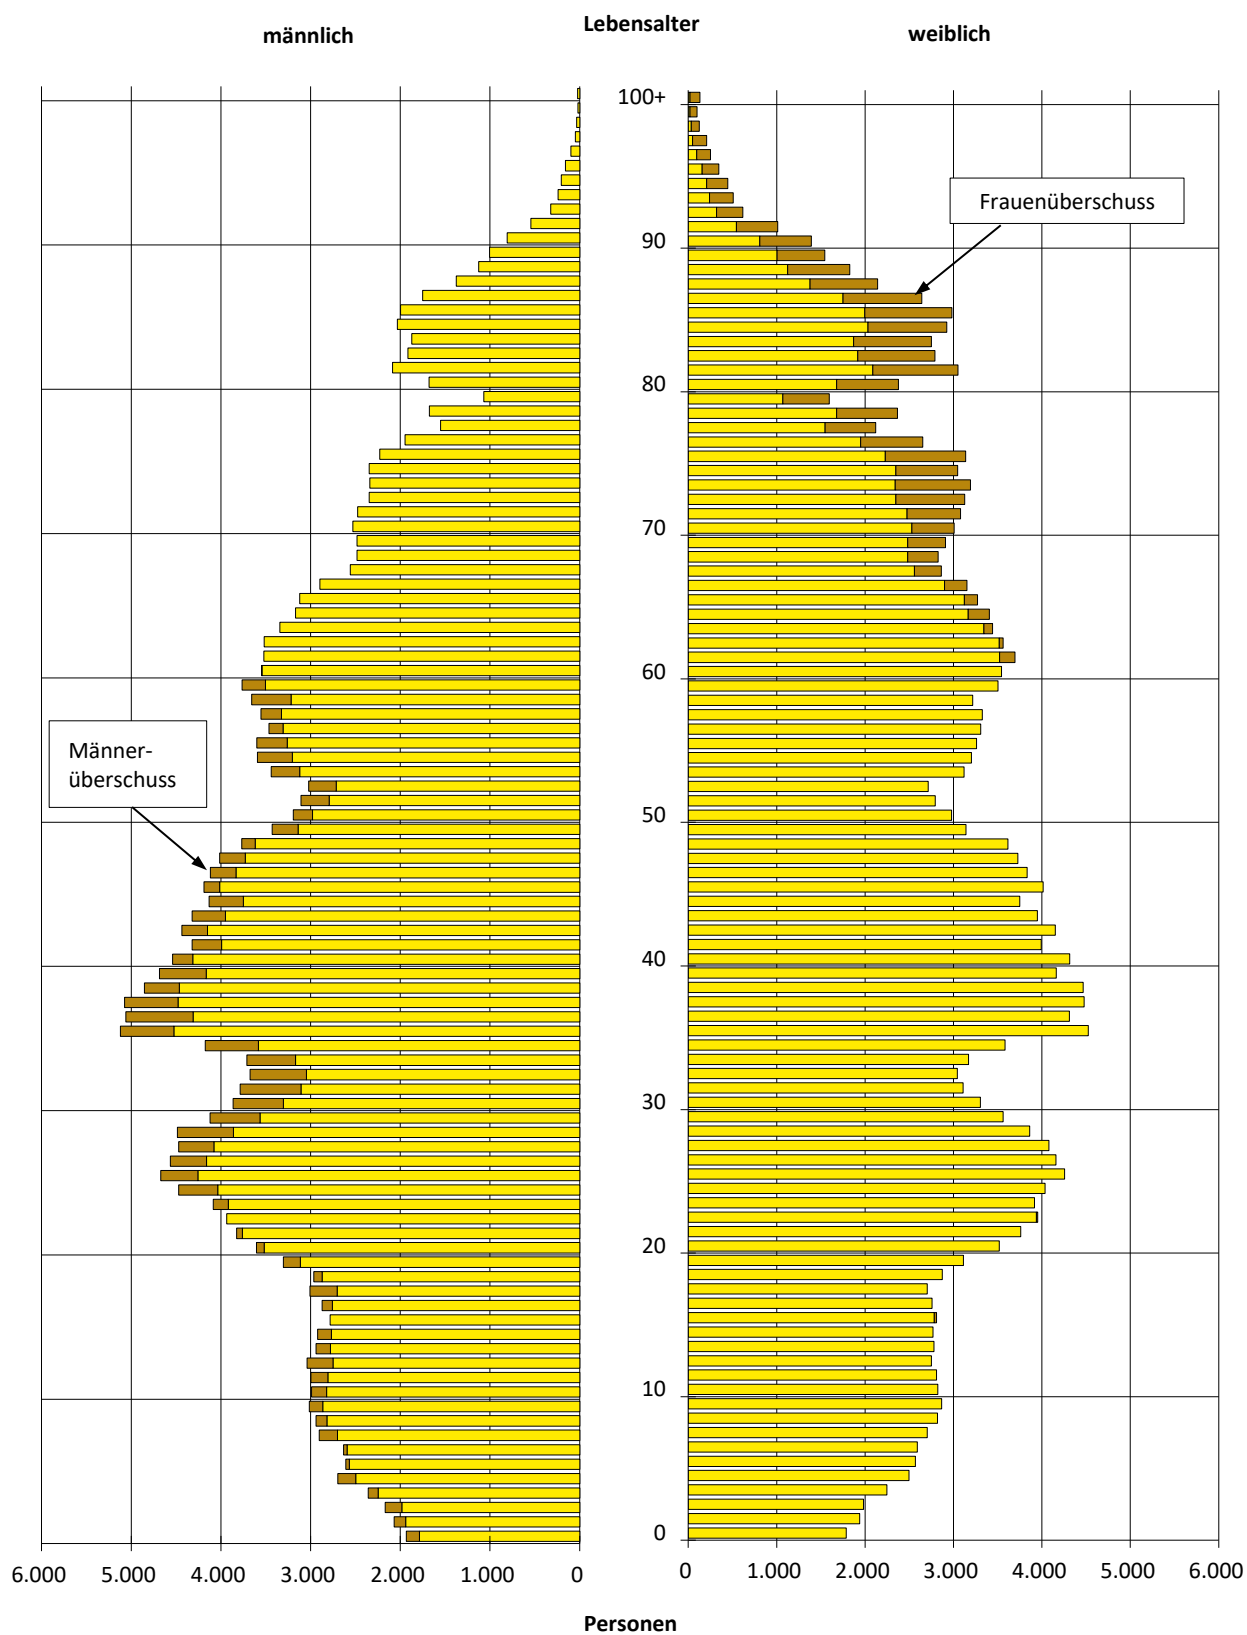 Lebensalter
männlich
weiblich
100+
Frauenüberschuss
90
80
70
60
Männer-
überschuss
50
40
30
20
10
0
6.000 5.000 4.000 3.000 2.000 1.000 0
0 1.000 2.000 3.000 4.000 5.000 6.000
Personen